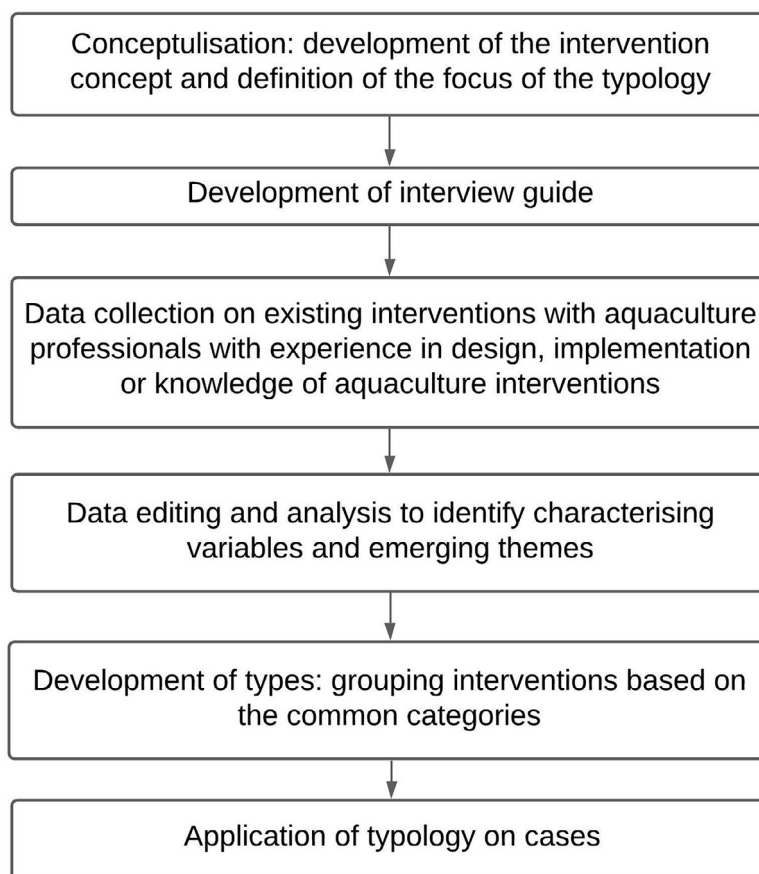 Conceptulisation: development of the intervention
concept and definition of the focus of the typology
Development of interview guide
Data collection on existing interventions with aquaculture
professionals with experience in design, implementation
or knowledge of aquaculture interventions
Data editing and analysis to identify characterising
variables and emerging themes
Development of types: grouping interventions based on
the common categories
Application of typology on cases